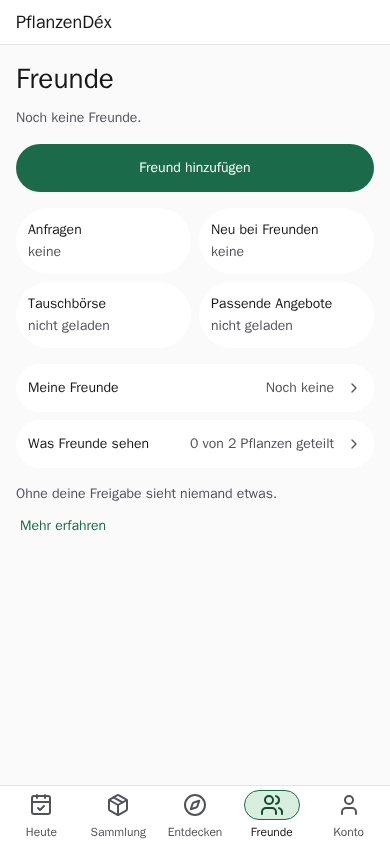 PflanzenDéx
Freunde
Noch keine Freunde.
Freund hinzufügen
Anfragen
keine
Neu bei Freunden
keine
Tauschbörse
nicht geladen
Passende Angebote
nicht geladen
Meine Freunde Noch keine
Was Freunde sehen 0 von 2 Pflanzen geteilt
Ohne deine Freigabe sieht niemand etwas.
Mehr erfahren
Heute Sammlung Entdecken Freunde Konto